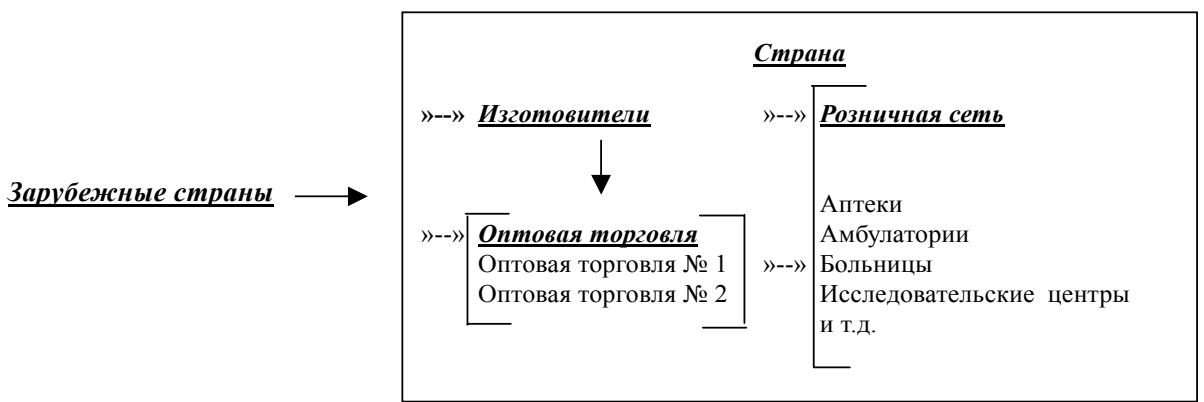 Страна
»--» Изготовители
»--» Розничная сеть
Зарубежные страны
»--» Оптовая торговля
Оптовая торговля № 1
Оптовая торговля № 2
Аптеки
Амбулатории
»--» Больницы
Исследовательские центры
и т.д.